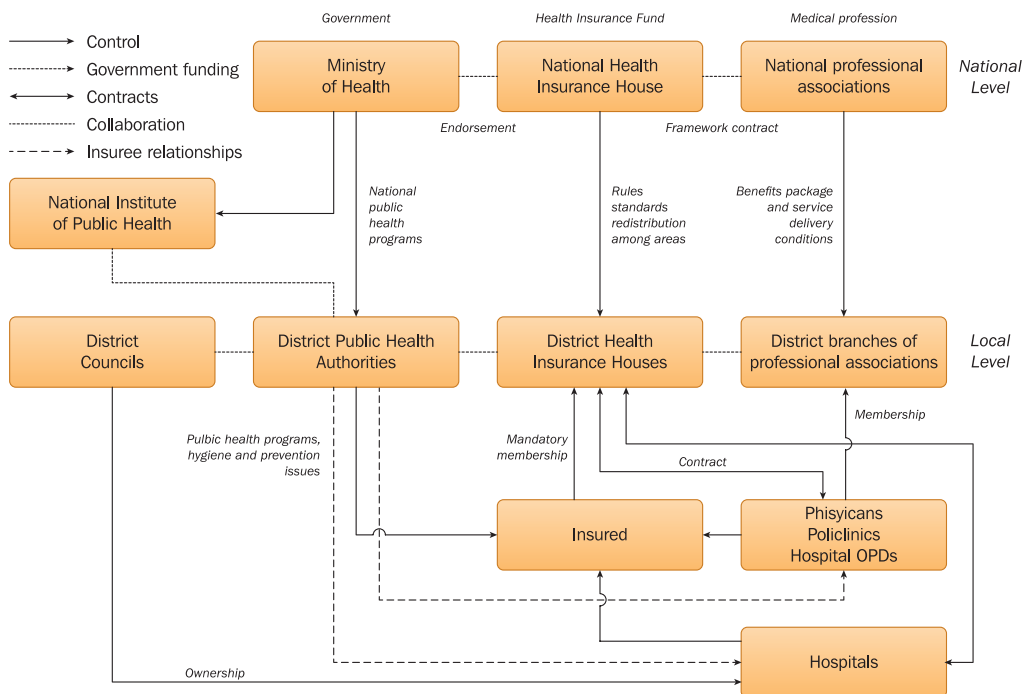 Government
Health Insurance Fund
Medical profession
Control
Government funding
Contracts
Collaboration
Insuree relationships
Ministry
of Health
National Health
Insurance House
National professional
associations
National
Level
Endorsement
Framework contract
National Institute
of Public Health
National
public
health
programs
Rules
standards
redistribution
among areas
Benefits package
and service
delivery
conditions
District
Councils
District Public Health
Authorities
District Health
Insurance Houses
District branches of
professional associations
Local
Level
Pulbic health programs,
hygiene and prevention
issues
Mandatory
membership
Contract
Membership
Insured
Phisyicans
Policlinics
Hospital OPDs
Hospitals
Ownership